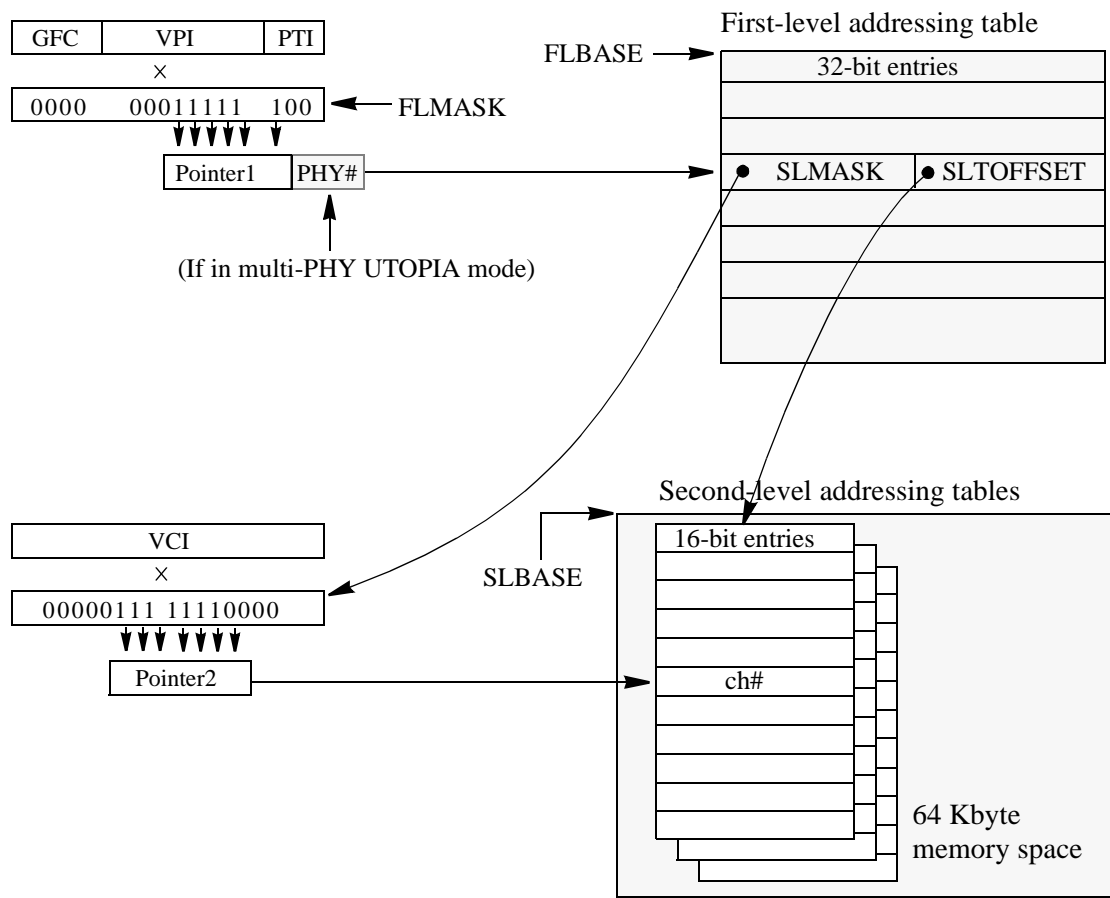 First-level addressing table
GFC VPI PTI
FLBASE
32-bit entries
×
0000 00011111 100
FLMASK
Pointer1 PHY#
SLMASK SLTOFFSET
(If in multi-PHY UTOPIA mode)
Second-level addressing tables
VCI
16-bit entries
×
SLBASE
00000111 11110000
Pointer2
ch#
64 Kbyte
memory space